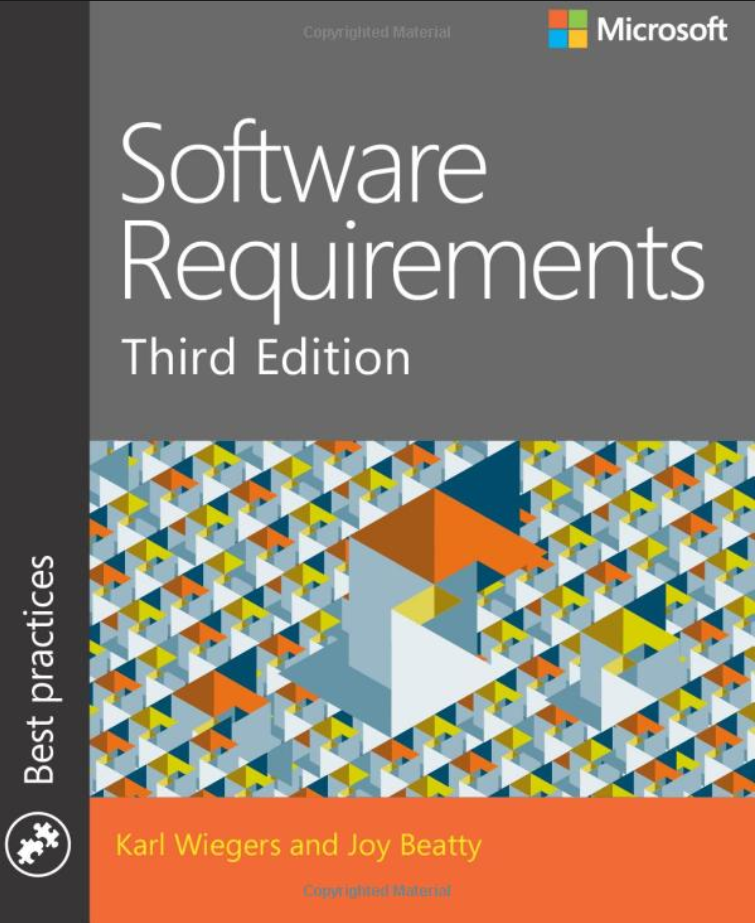 Copyrighted Material
Microsoft
Software
Requirements
Third Edition
Best practices
Karl Wiegers and Joy Beatty
Copyrighted Material